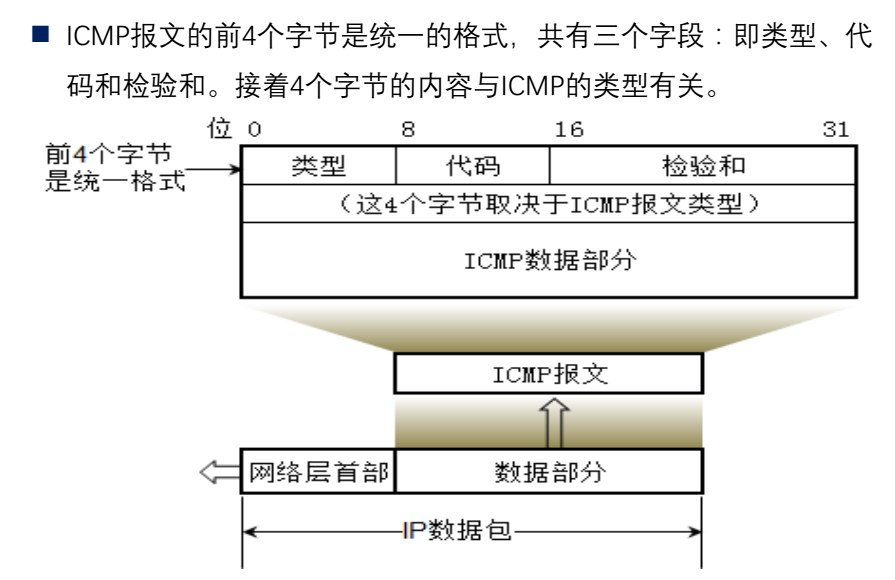 ■ ICMP报文的前4个字节是统一的格式，共有三个字段：即类型、代
码和检验和。接着4个字节的内容与ICMP的类型有关。
位 0 8 16 31
前4个字节
是统一格式
类型 代码 检验和
（这4个字节取决于ICMP报文类型）
ICMP数据部分
ICMP报文
网络层首部 数据部分
IP数据包